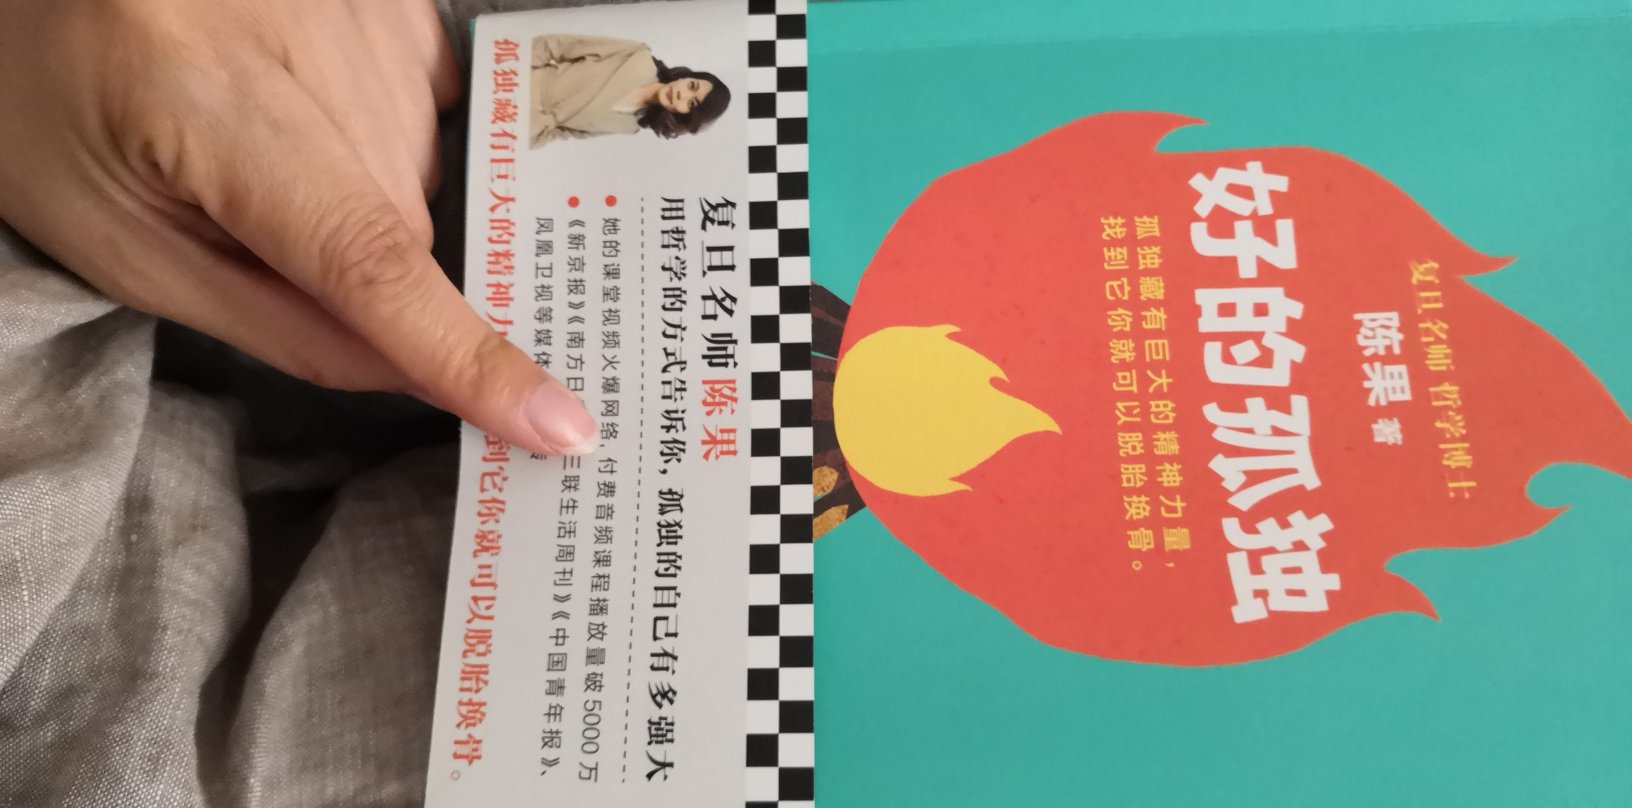 复旦名师 哲学博士
陈果 著
好的孤独
孤独藏有巨大的精神力量，
找到它你就可以脱胎换骨。
复旦名师陈果
用哲学的方式告诉你，孤独的自己有多强大
她的课堂视频火爆网络，付费音频课程播放量破5000万
《新京报》《南方日 三联生活周刊》《中国青年报》、
凤凰卫视等媒体
孤独藏有巨大的精神力 到它你就可以脱胎换骨。